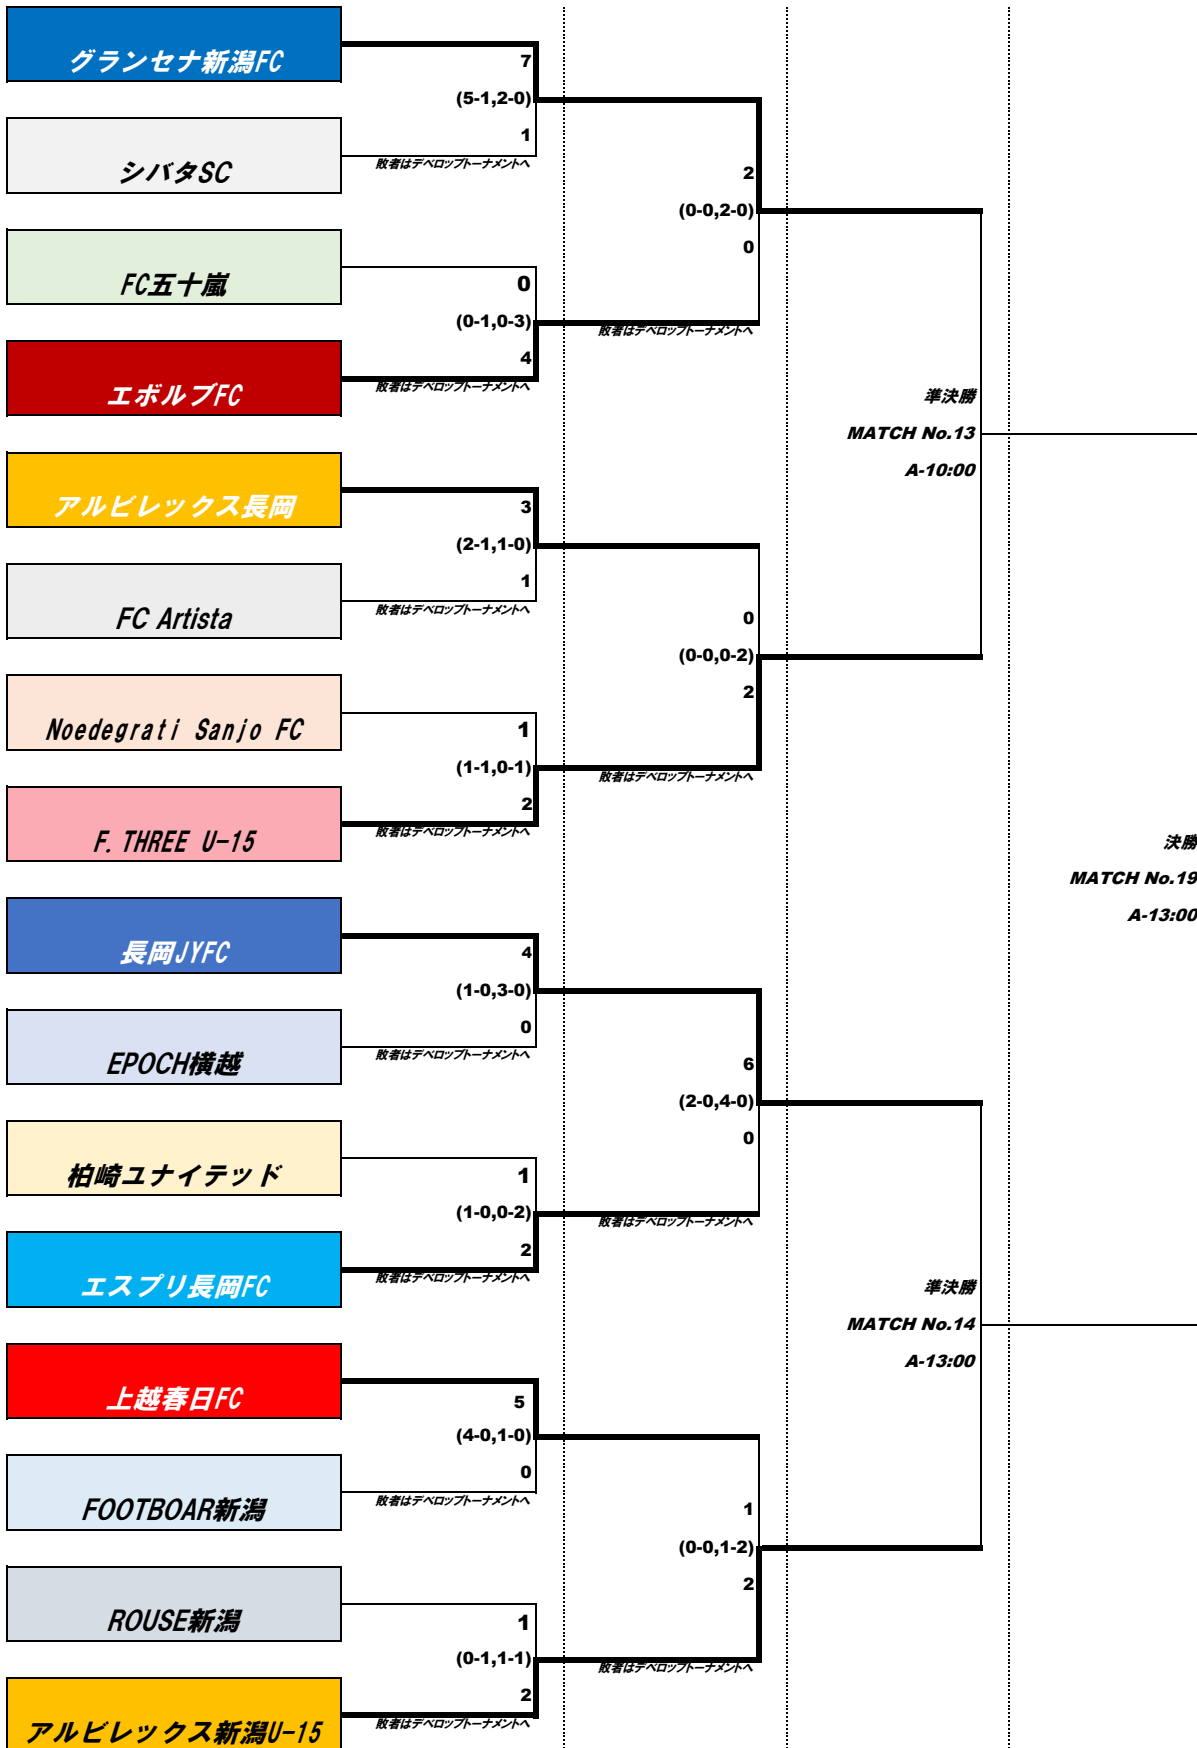 グランセナ新潟FC
7
(5-1,2-0)
1
敗者はデベロップトーナメントへ
シバタSC
2
(0-0,2-0)
0
FC五十嵐
0
(0-1,0-3)
敗者はデベロップトーナメントへ
4
敗者はデベロップトーナメントへ
エボルブFC
準決勝
MATCH No.13
A-10:00
アルビレックス長岡
3
(2-1,1-0)
1
敗者はデベロップトーナメントへ
FC Artista
0
(0-0,0-2)
2
Noedegrati Sanjo FC
1
(1-1,0-1)
敗者はデベロップトーナメントへ
2
敗者はデベロップトーナメントへ
F.THREE U-15
決勝
MATCH No.19
A-13:00
長岡JYFC
4
(1-0,3-0)
0
敗者はデベロップトーナメントへ
EPOCH横越
6
(2-0,4-0)
0
柏崎ユナイテッド
1
(1-0,0-2)
敗者はデベロップトーナメントへ
2
敗者はデベロップトーナメントへ
エスプリ長岡FC
準決勝
MATCH No.14
A-13:00
上越春日FC
5
(4-0,1-0)
0
敗者はデベロップトーナメントへ
FOOTBOAR新潟
1
(0-0,1-2)
2
ROUSE新潟
1
(0-1,1-1)
敗者はデベロップトーナメントへ
2
敗者はデベロップトーナメントへ
アルビレックス新潟U-15